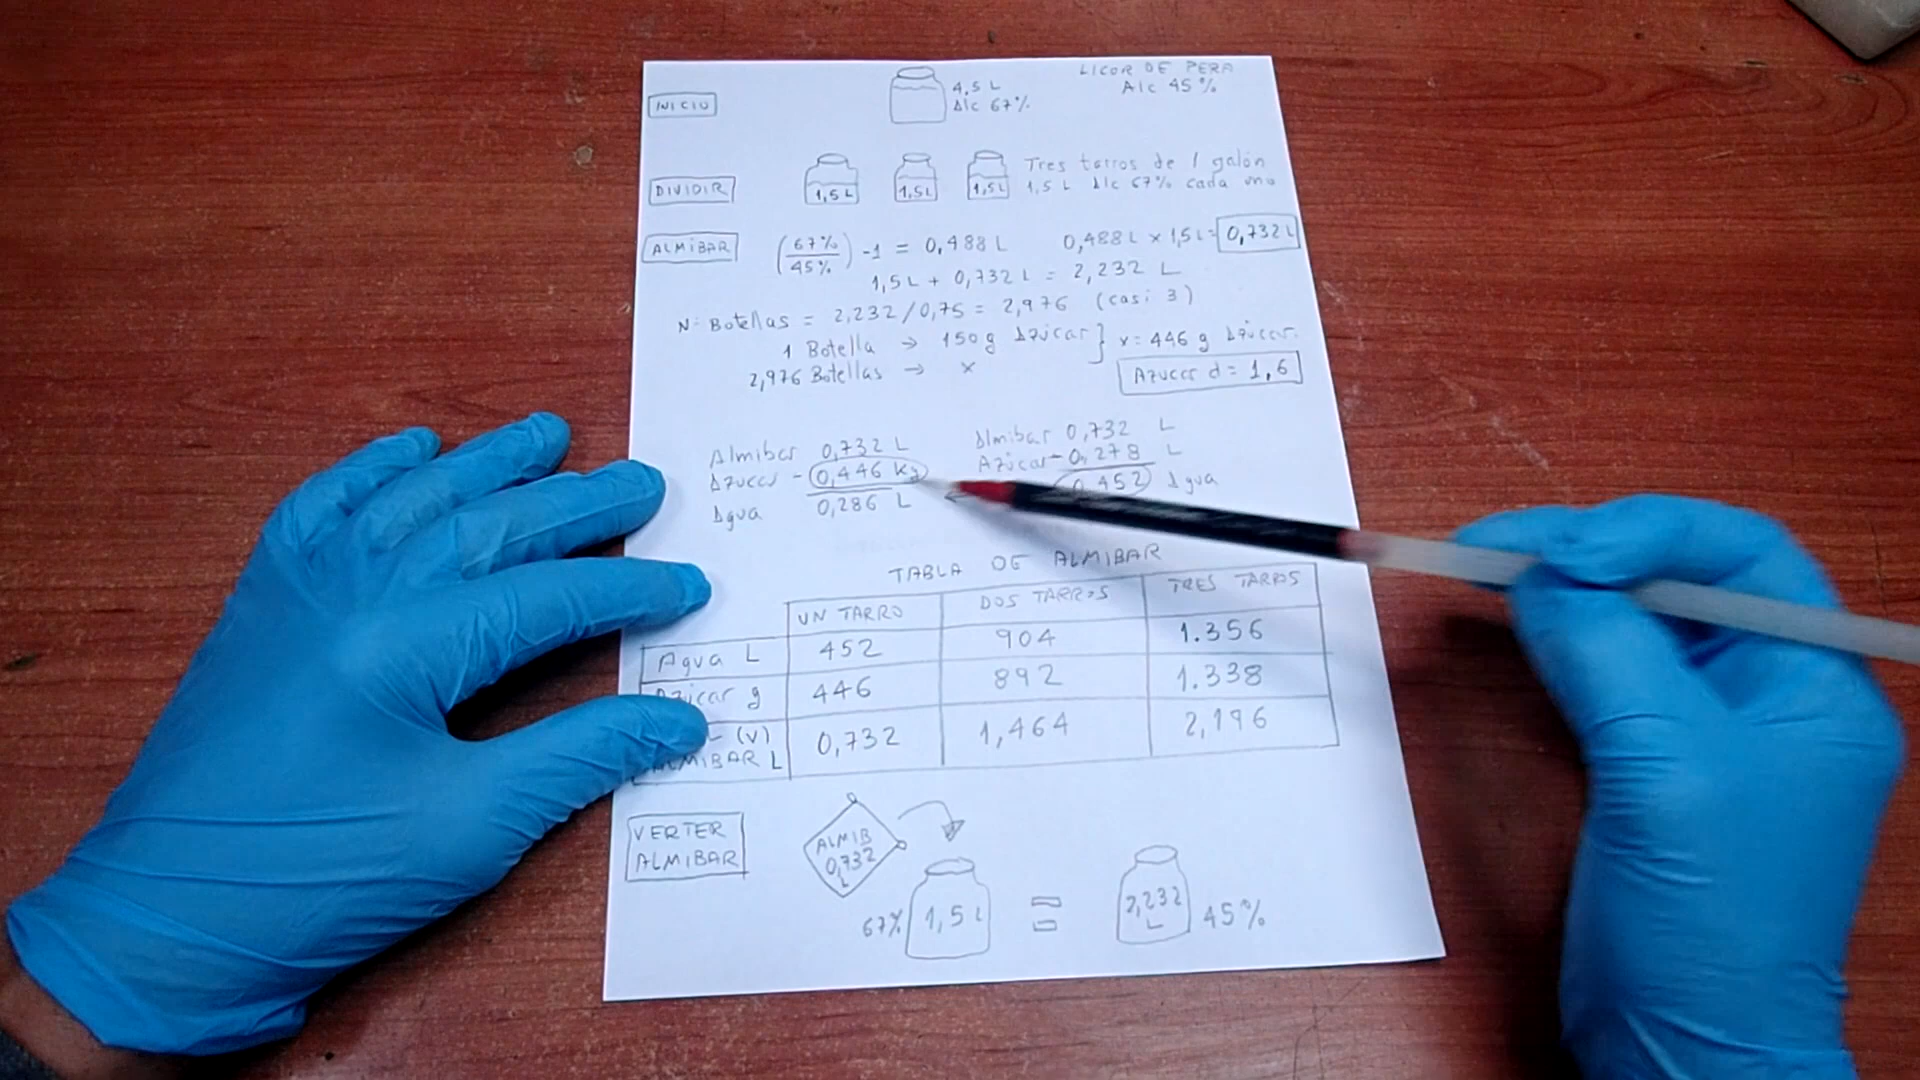 LICOR DE PERA
Alc 45%
INICIO
4,5 L
Alc 67%
DIVIDIR
1,5 L
1,5 L
1,5 L
Tres tarros de 1 galón
1,5 L Alc 67% cada uno
ALMIBAR
(67% / 45%) -1 = 0,488 L
0,488 L x 1,5 L = 0,732 L
1,5 L + 0,732 L = 2,232 L
Nº Botellas = 2,232 / 0,75 = 2,976 (casi 3)
1 Botella → 150 g Azúcar } x = 446 g Azúcar.
2,976 Botellas → x
Azucar d = 1,6
Almibar 0,732 L
Azucar - 0,446 kg
Agua 0,286 L
Almibar 0,732 L
Azúcar - 0,278 L
0,452 Agua
TABLA DE ALMIBAR
UN TARRO DOS TARROS TRES TARROS
Agua L 452 904 1.356
Azúcar g 446 892 1.338
L (V) 0,732 1,464 2,196
ALMIBAR L
VERTER
ALMIBAR
ALMIB
0,732
L
67%
1,5 L
=
2,232
L
45%